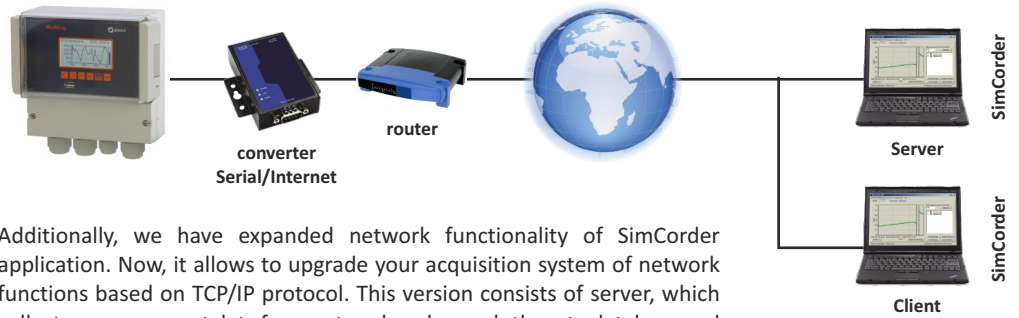 SimCorder
router
converter
Serial/Internet
Server
SimCorder
Client
Additionally, we have expanded network functionality of SimCorder
application. Now, it allows to upgrade your acquisition system of network
functions based on TCP/IP protocol. This version consists of server, which